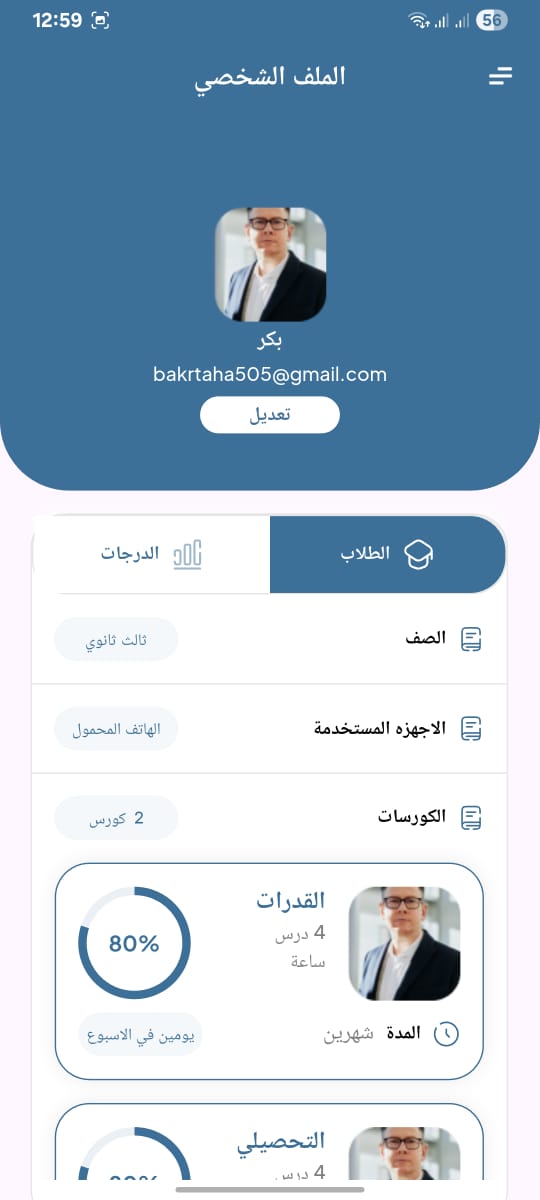 12:59
56
الملف الشخصي
بكر
bakrtaha505@gmail.com
تعديل
الطلاب
الدرجات
الصف
ثالث ثانوي
الاجهزه المستخدمة
الهاتف المحمول
الكورسات
2 كورس
القدرات
4 درس
ساعة
80%
المدة شهرين
يومين في الاسبوع
التحصيلي
4 درس